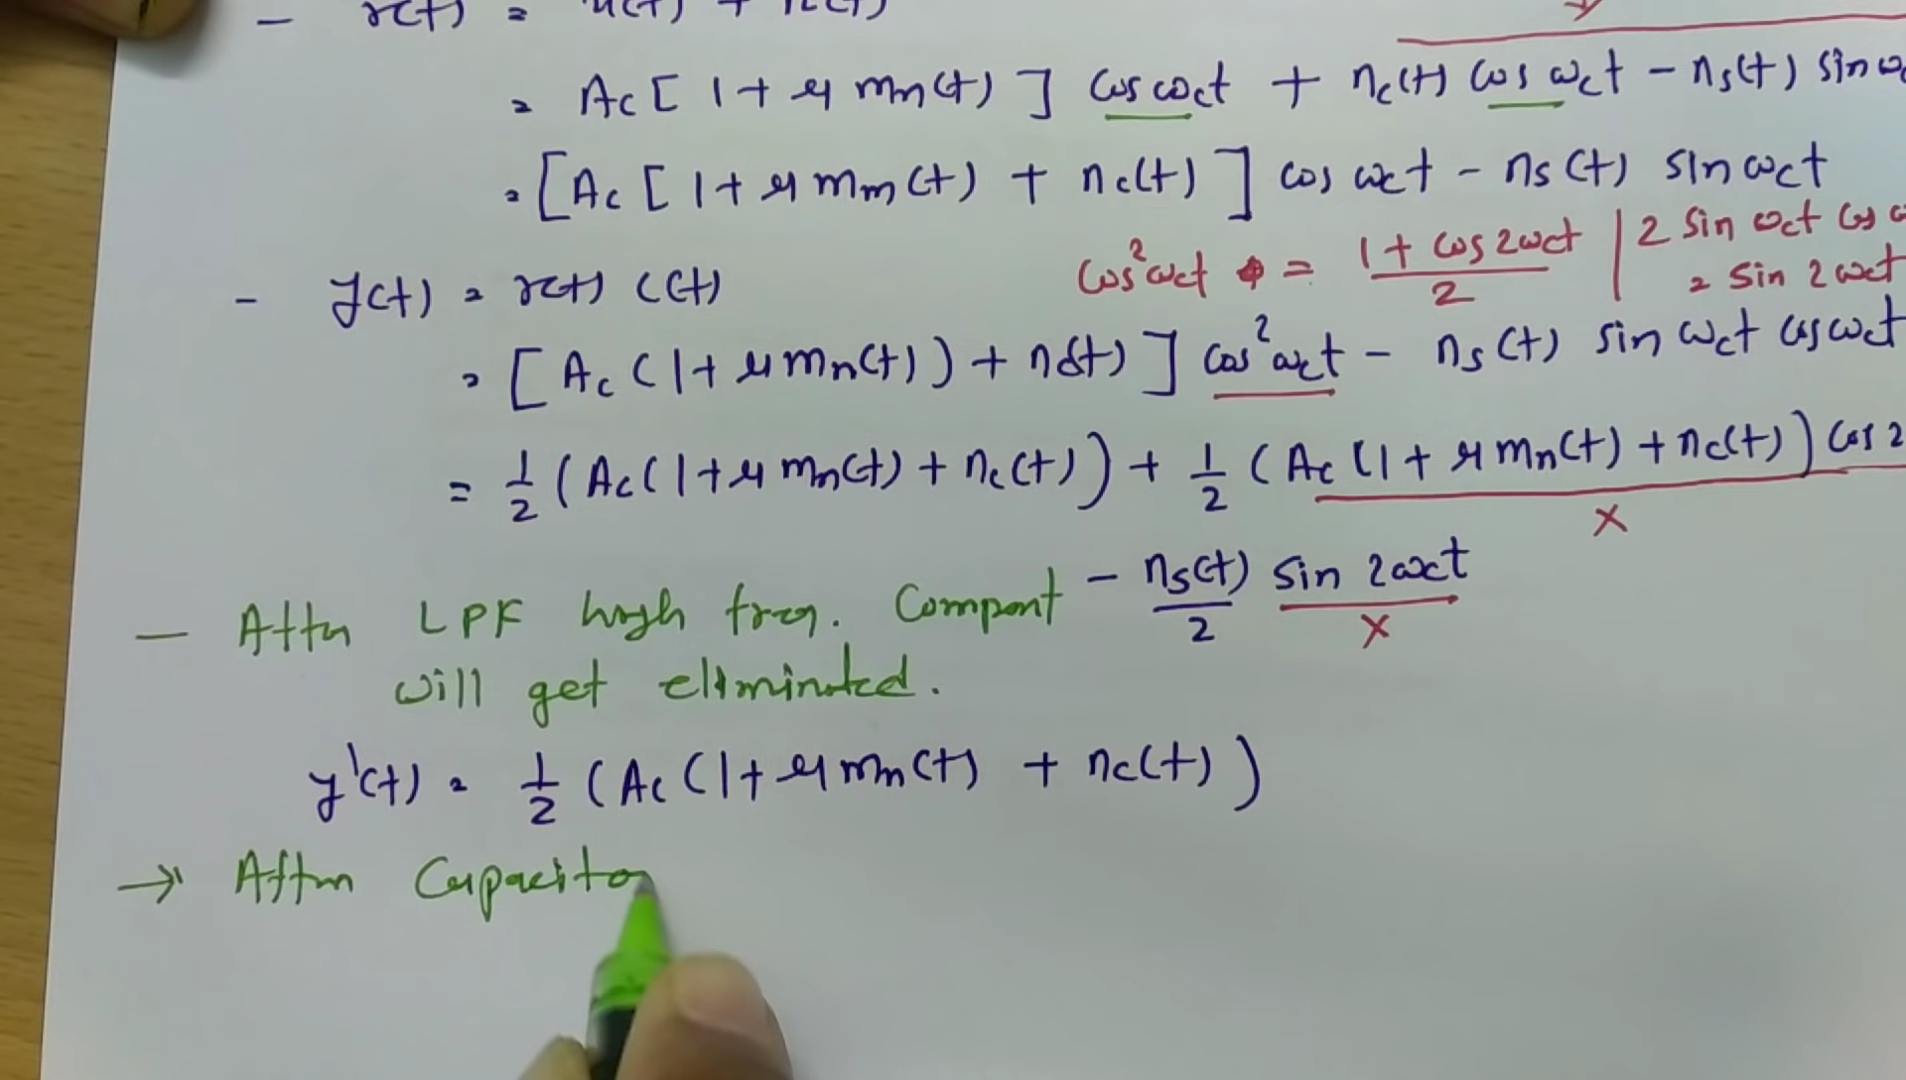 - r(t) =
= Ac [ 1 + μ mn(t) ] cos ωct + nc(t) cos ωct - ns(t) sin ωc
= [ Ac [ 1 + μ mn(t) + nc(t) ] cos ωct - ns(t) sin ωct
cos²ωct = (1 + cos 2ωct)/2 | 2 sin ωct cos ω
= sin 2ωct
- y(t) = r(t) c(t)
= [ Ac ( 1 + μ mn(t) ) + nc(t) ] cos²ωct - ns(t) sin ωct cos ωct
= 1/2 ( Ac ( 1 + μ mn(t) + nc(t) ) + 1/2 ( Ac ( 1 + μ mn(t) + nc(t) ) cos 2
x
- ns(t)/2 sin 2ωct
x
- After LPF high freq. Compont
will get eliminated.
y'(t) = 1/2 ( Ac ( 1 + μ mn(t) + nc(t) )
→ After Capacito